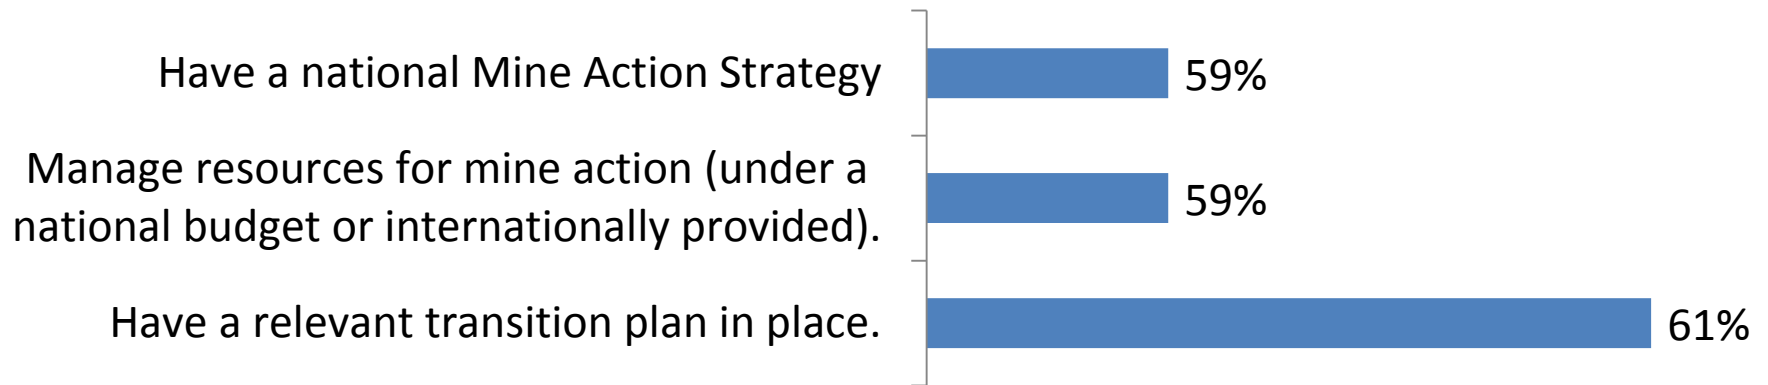 Have a national Mine Action Strategy
59%
Manage resources for mine action (under a
national budget or internationally provided).
59%
Have a relevant transition plan in place.
61%